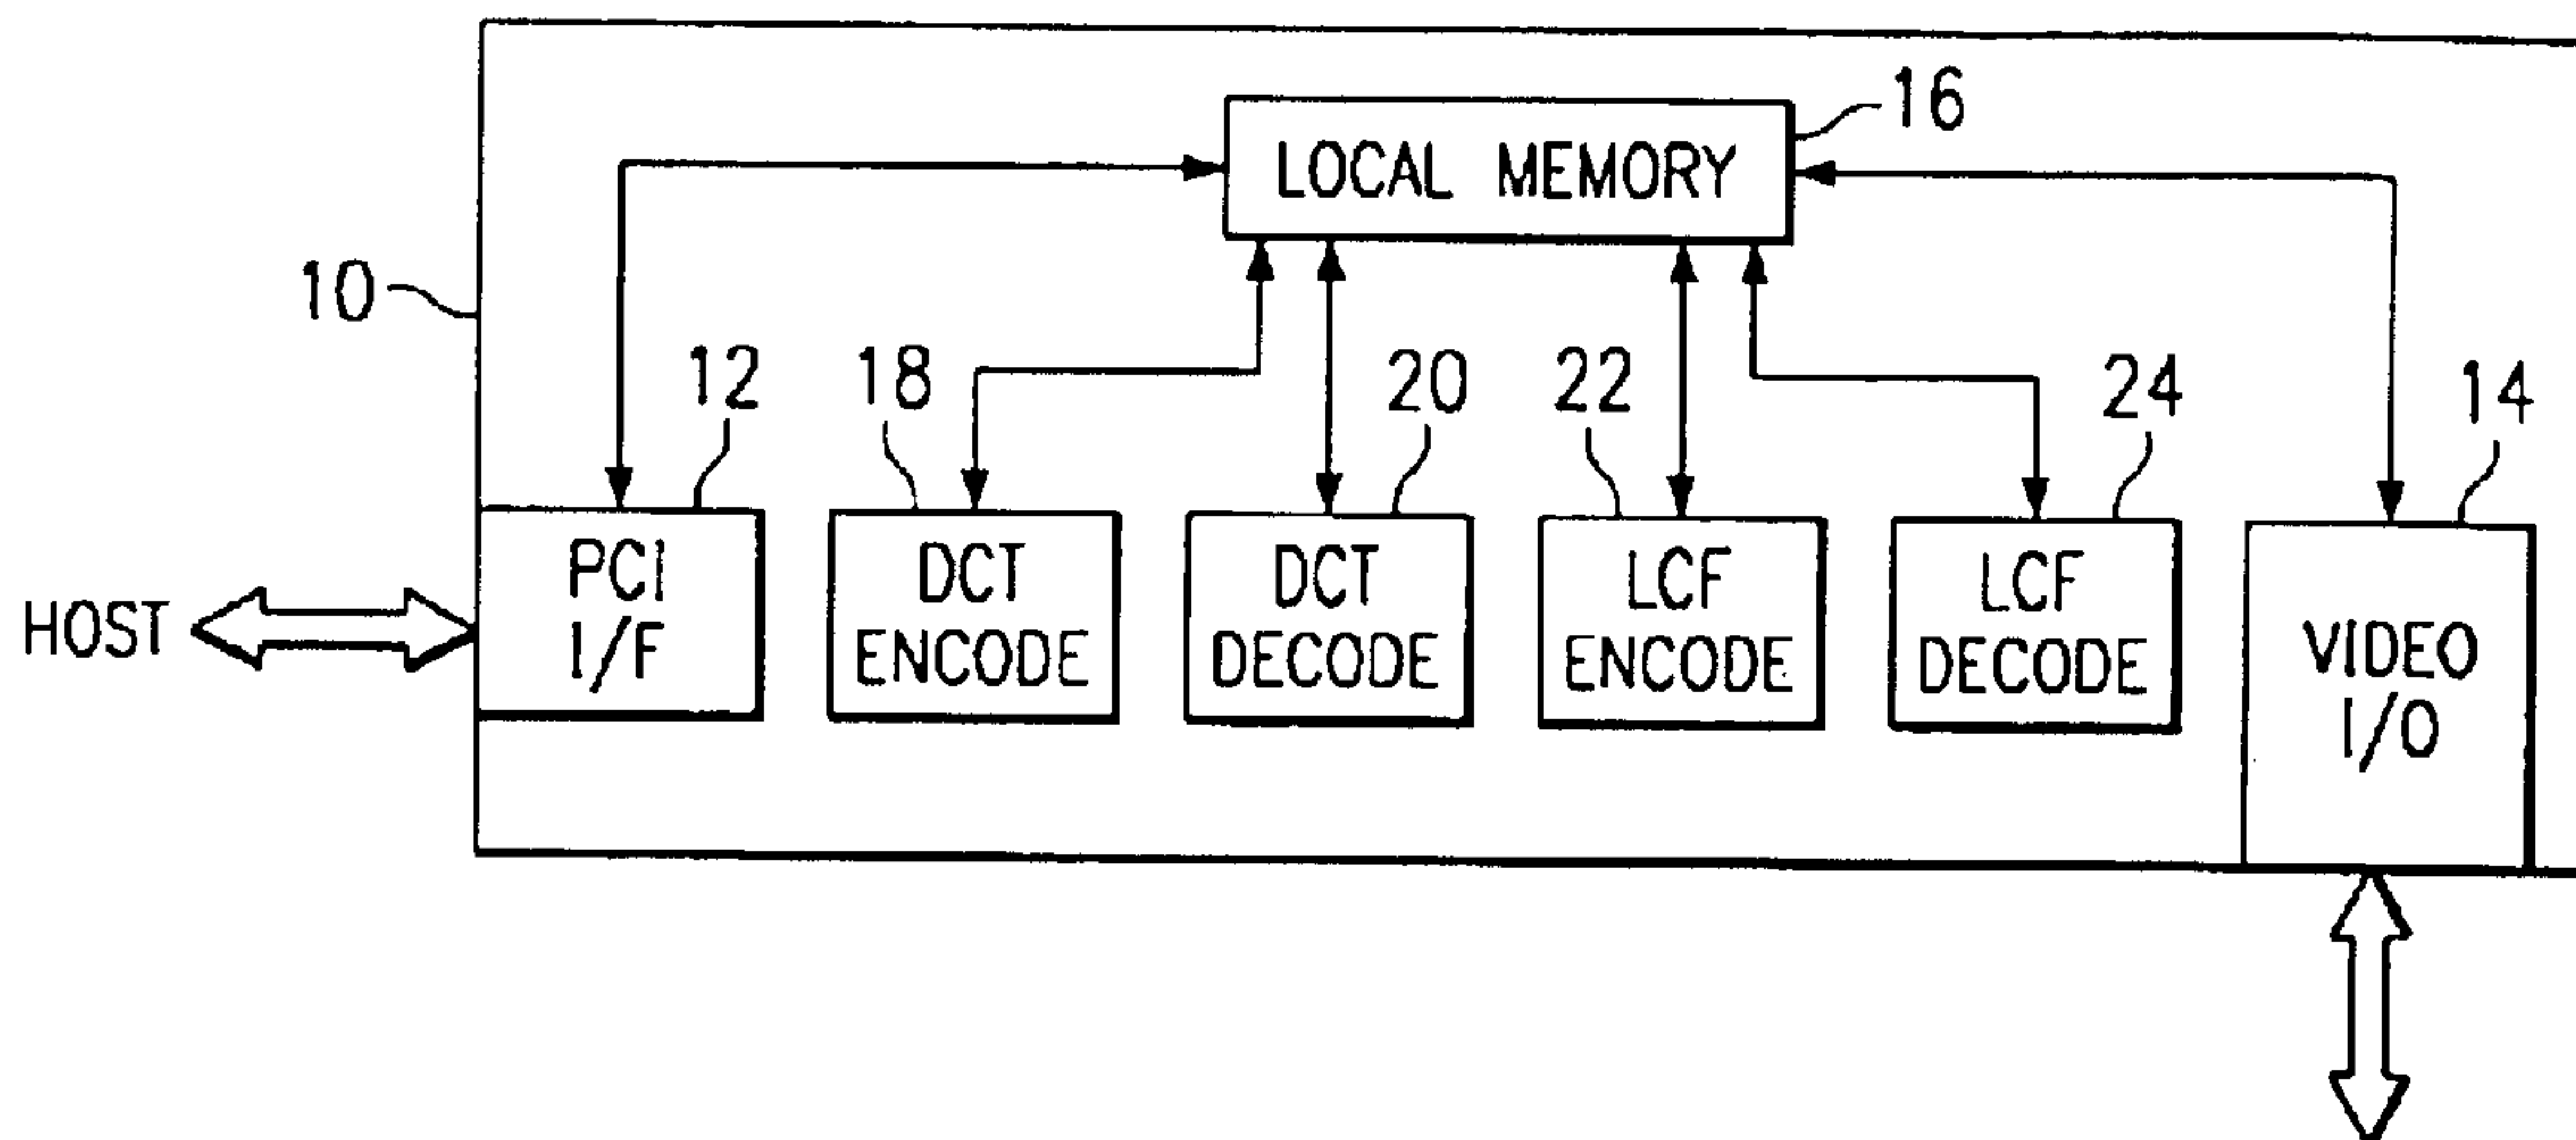 16
LOCAL MEMORY
10
12
18
20
22
24
14
HOST
PCI
I/F
DCT
ENCODE
DCT
DECODE
LCF
ENCODE
LCF
DECODE
VIDEO
I/O